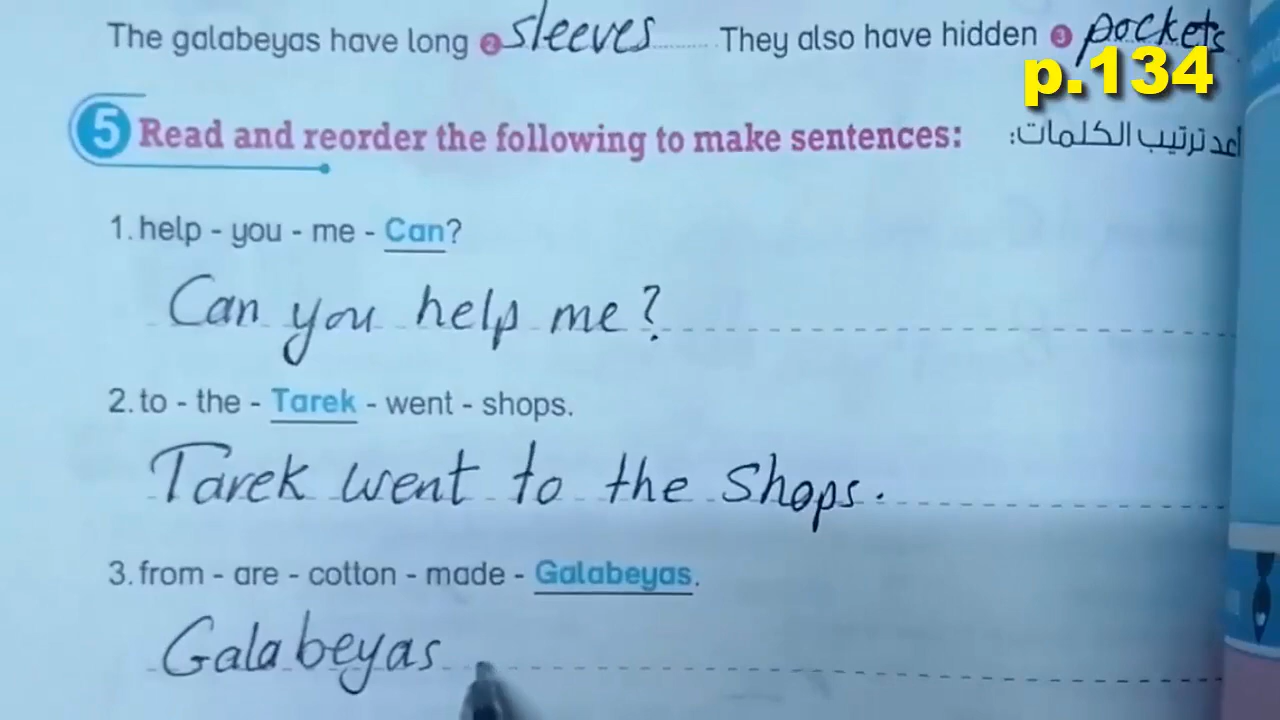 The galabeyas have long 2 sleeves ........ They also have hidden 3 pockets
p.134
5 Read and reorder the following to make sentences: اعد ترتيب الكلمات:
1. help - you - me - Can?
Can you help me?
2. to - the - Tarek - went - shops.
Tarek went to the shops.
3. from - are - cotton - made - Galabeyas.
Galabeyas